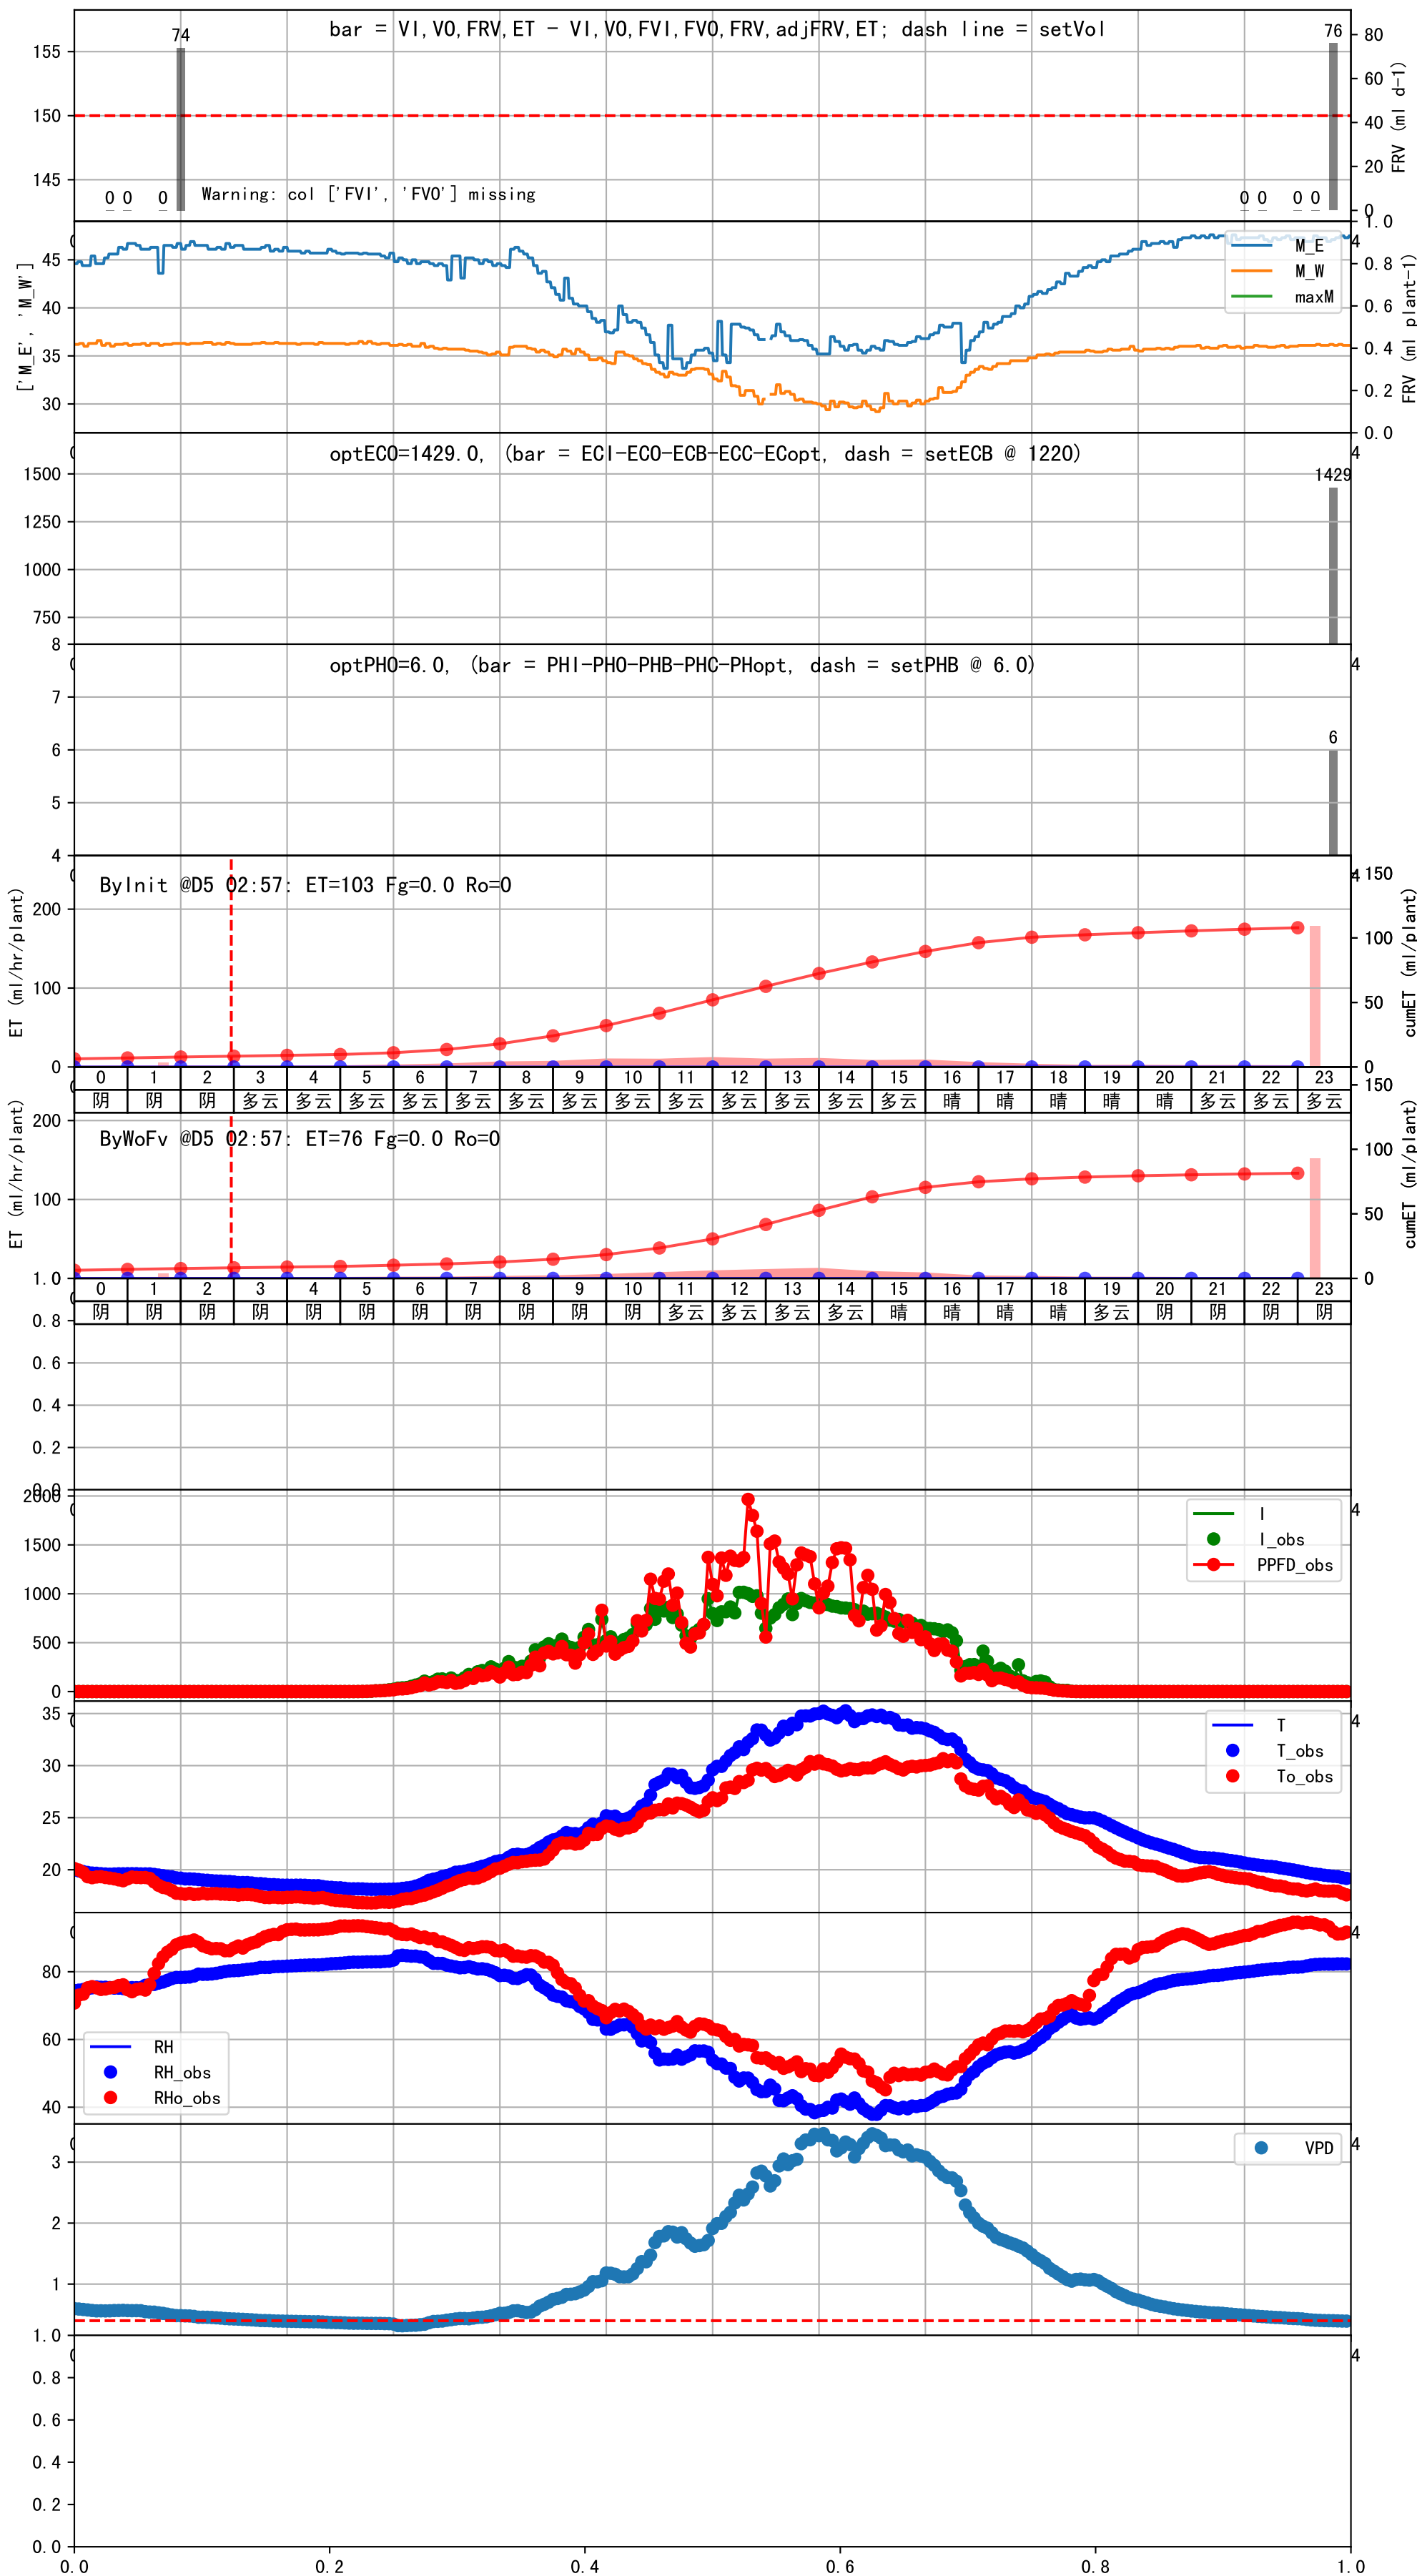 bar = VI,VO,FRV,ET - VI,VO,FVI,FVO,FRV,adjFRV,ET; dash line = setVol
74
76
155
150
145
80
60
40
20
0
FRV (ml d-1)
0 0 0
Warning: col ['FVI', 'FVO'] missing
0 0 0 0
['M_E', 'M_W']
45
40
35
30
1.0
0.8
0.6
0.4
0.2
0.0
FRV (ml plant-1)
M_E
M_W
maxM
4
optECO=1429.0, (bar = ECI-ECO-ECB-ECC-ECopt, dash = setECB @ 1220)
1429
1500
1250
1000
750
4
optPHO=6.0, (bar = PHI-PHO-PHB-PHC-PHopt, dash = setPHB @ 6.0)
6
8
7
6
5
4
4
ByInit @D5 02:57: ET=103 Fg=0.0 Ro=0
ET (ml/hr/plant)
200
100
0
150
100
50
0
cumET (ml/plant)
0 1 2 3 4 5 6 7 8 9 10 11 12 13 14 15 16 17 18 19 20 21 22 23
阴 阴 阴 多云 多云 多云 多云 多云 多云 多云 多云 多云 多云 多云 多云 多云 晴 晴 晴 晴 晴 多云 多云 多云
ByWoFv @D5 02:57: ET=76 Fg=0.0 Ro=0
ET (ml/hr/plant)
200
100
150
100
50
0
cumET (ml/plant)
0 1 2 3 4 5 6 7 8 9 10 11 12 13 14 15 16 17 18 19 20 21 22 23
阴 阴 阴 阴 阴 阴 阴 阴 阴 阴 阴 多云 多云 多云 多云 晴 晴 晴 晴 多云 阴 阴 阴 阴
1.0
0.8
0.6
0.4
0.2
0.0
2000
1500
1000
500
0
I
I_obs
PPFD_obs
4
35
30
25
20
T
T_obs
To_obs
4
80
60
40
RH
RH_obs
RHo_obs
4
3
2
1
VPD
4
1.0
0.8
0.6
0.4
0.2
0.0
4
0.0 0.2 0.4 0.6 0.8 1.0